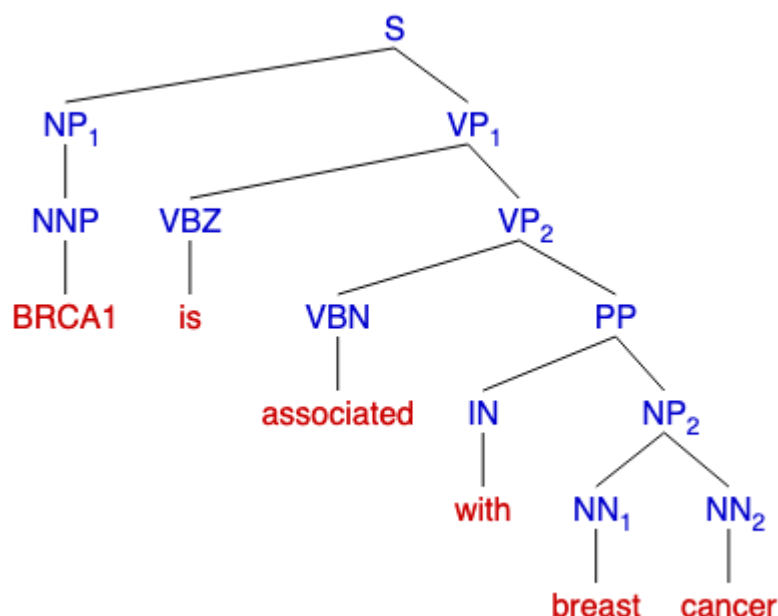 S
NP₁ VP₁
NNP VBZ VP₂
BRCA1 is VBN PP
associated IN NP₂
with NN₁ NN₂
breast cancer